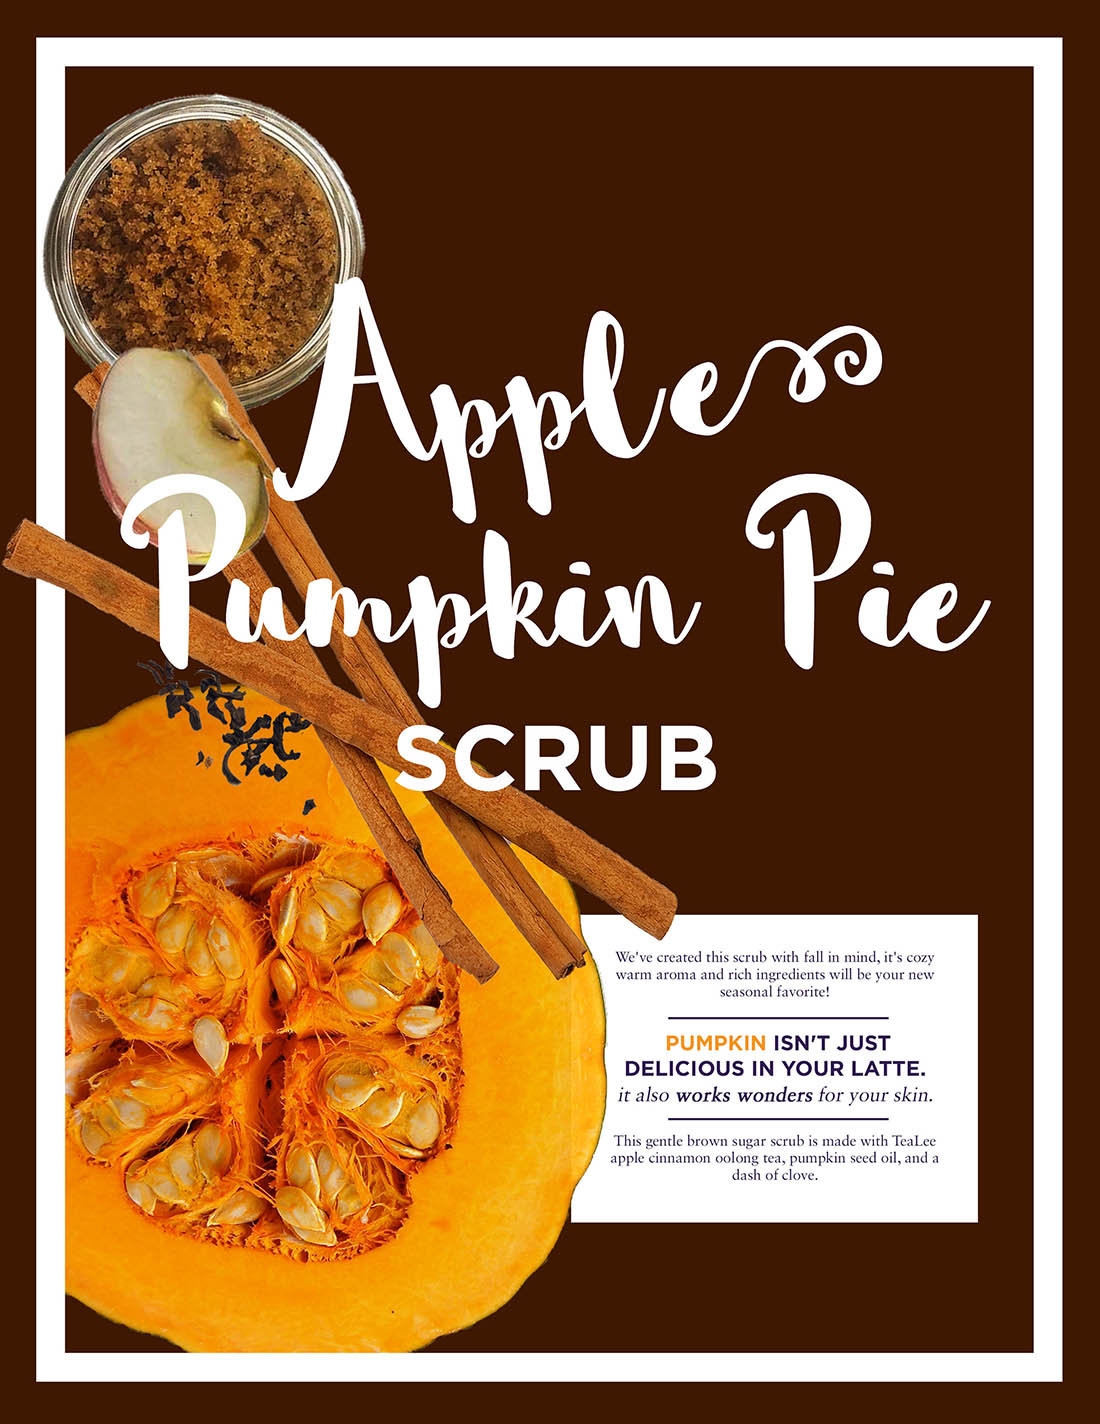 Apple
Pumpkin Pie
SCRUB
We've created this scrub with fall in mind, it's cozy
warm aroma and rich ingredients will be your new
seasonal favorite!
PUMPKIN ISN'T JUST
DELICIOUS IN YOUR LATTE.
it also works wonders for your skin.
This gentle brown sugar scrub is made with TeaLee
apple cinnamon oolong tea, pumpkin seed oil, and a
dash of clove.